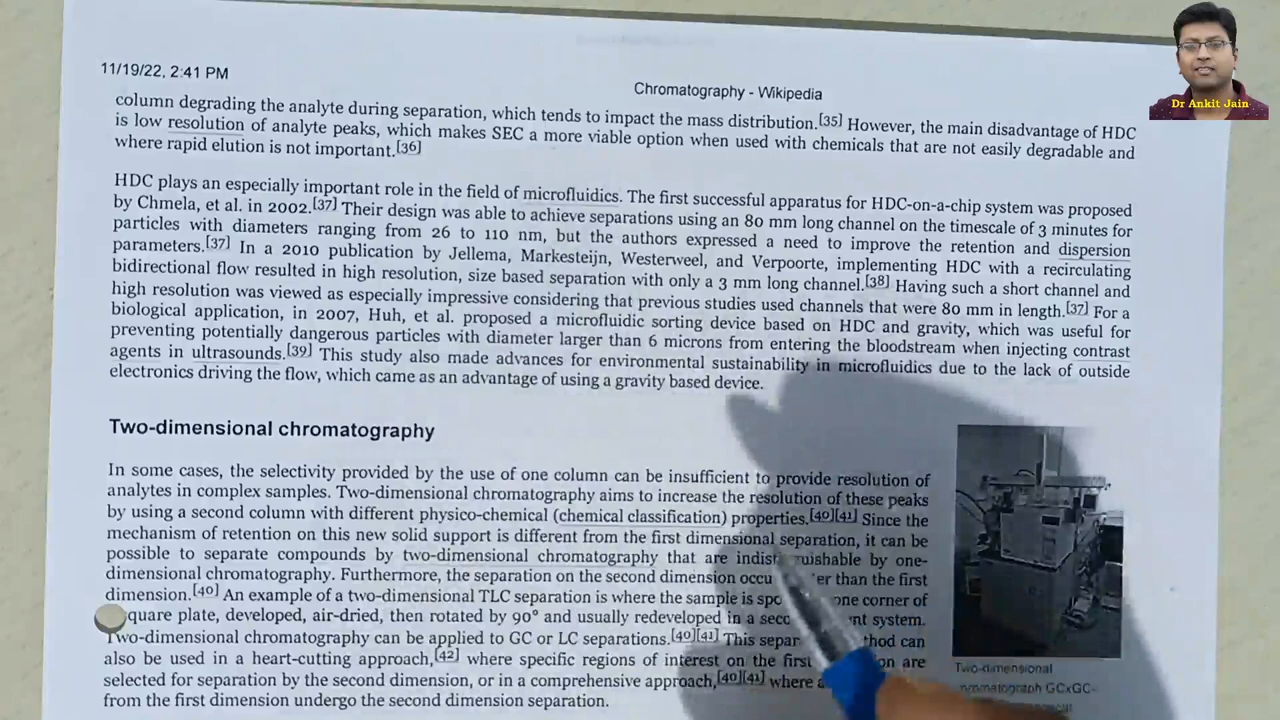 11/19/22, 2:41 PM
Chromatography - Wikipedia
Dr Ankit Jain
column degrading the analyte during separation, which tends to impact the mass distribution.[35] However, the main disadvantage of HDC
is low resolution of analyte peaks, which makes SEC a more viable option when used with chemicals that are not easily degradable and
where rapid elution is not important.[36]
HDC plays an especially important role in the field of microfluidics. The first successful apparatus for HDC-on-a-chip system was proposed
by Chmela, et al. in 2002.[37] Their design was able to achieve separations using an 80 mm long channel on the timescale of 3 minutes for
particles with diameters ranging from 26 to 110 nm, but the authors expressed a need to improve the retention and dispersion
parameters.[37] In a 2010 publication by Jellema, Markesteijn, Westerweel, and Verpoorte, implementing HDC with a recirculating
bidirectional flow resulted in high resolution, size based separation with only a 3 mm long channel.[38] Having such a short channel and
high resolution was viewed as especially impressive considering that previous studies used channels that were 80 mm in length.[37] For a
biological application, in 2007, Huh, et al. proposed a microfluidic sorting device based on HDC and gravity, which was useful for
preventing potentially dangerous particles with diameter larger than 6 microns from entering the bloodstream when injecting contrast
agents in ultrasounds.[39] This study also made advances for environmental sustainability in microfluidics due to the lack of outside
electronics driving the flow, which came as an advantage of using a gravity based device.
Two-dimensional chromatography
In some cases, the selectivity provided by the use of one column can be insufficient to provide resolution of
analytes in complex samples. Two-dimensional chromatography aims to increase the resolution of these peaks
by using a second column with different physico-chemical (chemical classification) properties.[40][41] Since the
mechanism of retention on this new solid support is different from the first dimensional separation, it can be
possible to separate compounds by two-dimensional chromatography that are by one-
dimensional chromatography. Furthermore, the separation on the second dimension than the first
dimension.[40] An example of a two-dimensional TLC separation is where the sample is one corner of
plate, developed, air-dried, then rotated by 90° and usually redeveloped in a system.
Two-dimensional chromatography can be applied to GC or LC separations.[40][41] This can
also be used in a heart-cutting approach,[42] where specific regions of interest on the first are
selected for separation by the second dimension, or in a comprehensive approach,[40][41] where
from the first dimension undergo the second dimension separation.
Two-dimensional
GCxGC-